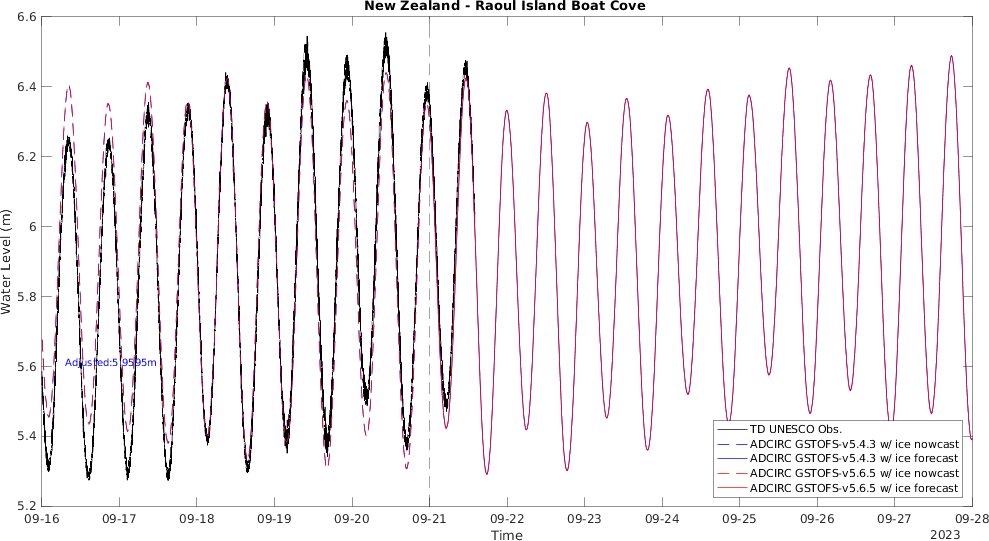 New Zealand - Raoul Island Boat Cove
Water Level (m)
6.6
6.4
6.2
6
5.8
5.6
5.4
5.2
Adjusted:5.9595m
TD UNESCO Obs.
ADCIRC GSTOFS-v5.4.3 w/ ice nowcast
ADCIRC GSTOFS-v5.4.3 w/ ice forecast
ADCIRC GSTOFS-v5.6.5 w/ ice nowcast
ADCIRC GSTOFS-v5.6.5 w/ ice forecast
09-16 09-17 09-18 09-19 09-20 09-21 09-22 09-23 09-24 09-25 09-26 09-27 09-28
Time
2023